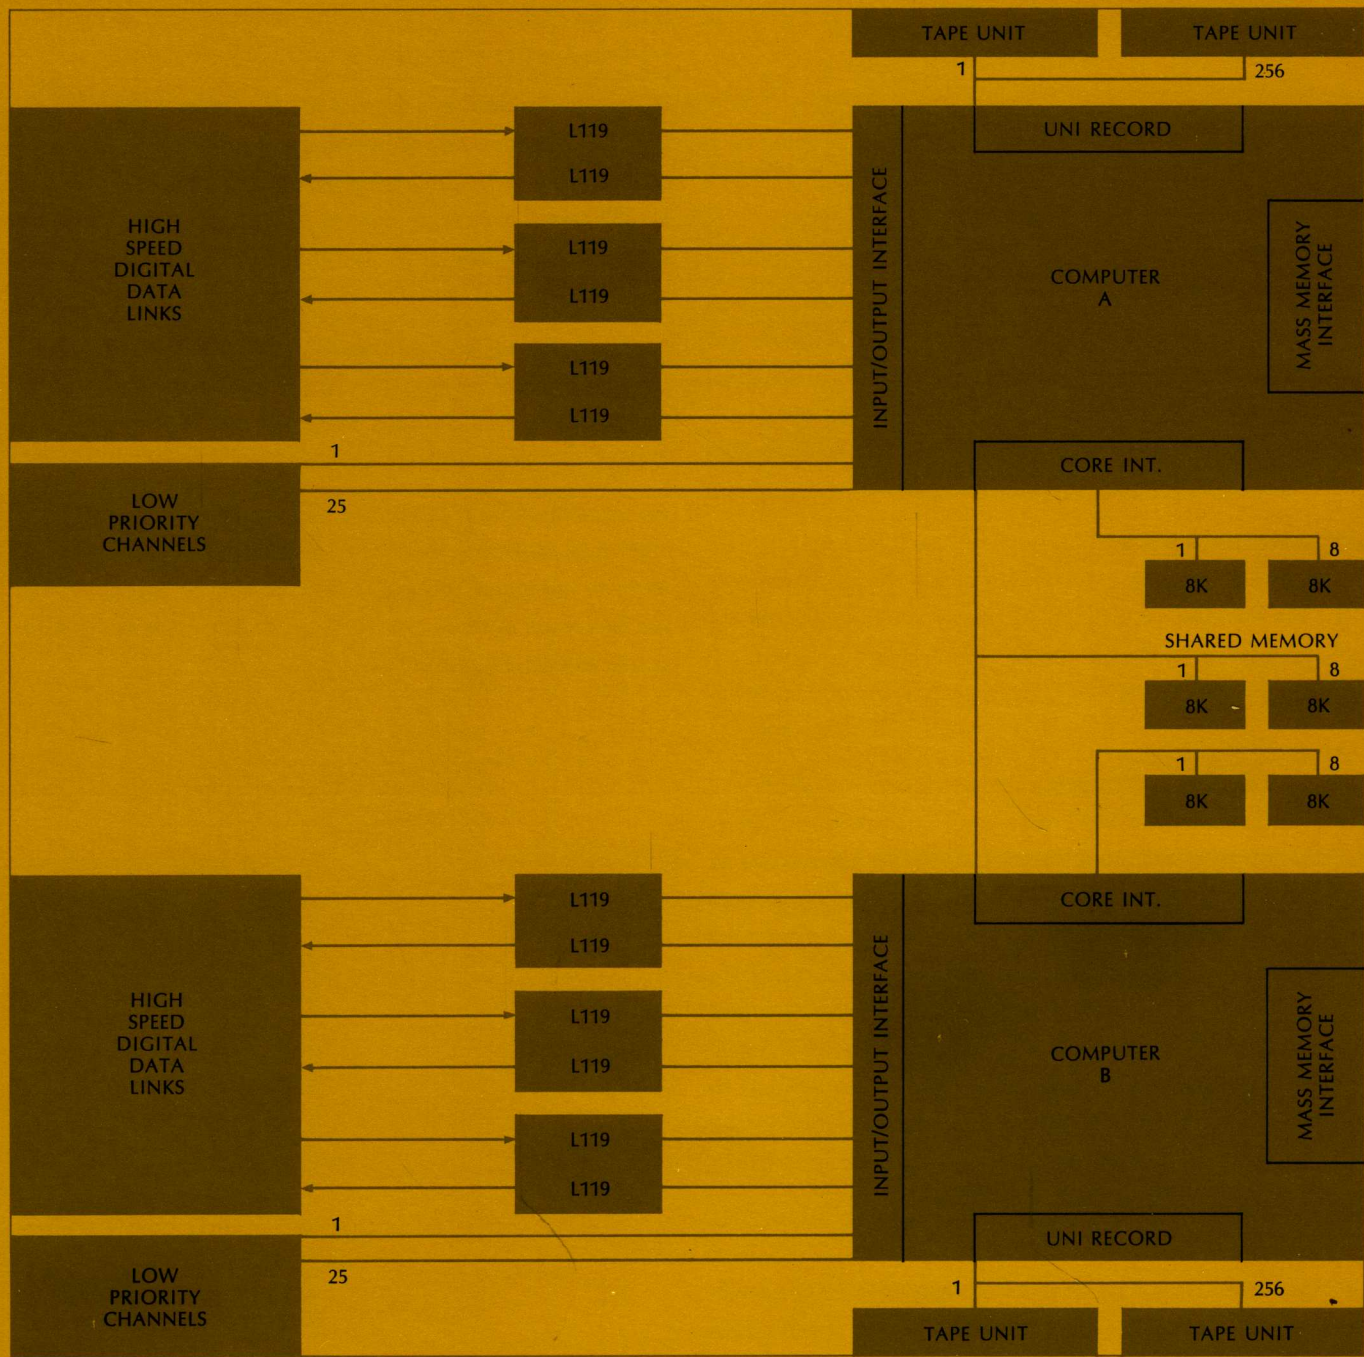 TAPE UNIT
TAPE UNIT
1
256
UNI RECORD
L119
L119
L119
L119
L119
L119
HIGH
SPEED
DIGITAL
DATA
LINKS
INPUT/OUTPUT INTERFACE
COMPUTER
A
MASS MEMORY
INTERFACE
1
25
LOW
PRIORITY
CHANNELS
CORE INT.
1
8
8K
8K
SHARED MEMORY
1
8
8K
8K
1
8
8K
8K
CORE INT.
L119
L119
L119
L119
L119
L119
HIGH
SPEED
DIGITAL
DATA
LINKS
INPUT/OUTPUT INTERFACE
COMPUTER
B
MASS MEMORY
INTERFACE
1
25
LOW
PRIORITY
CHANNELS
UNI RECORD
1
256
TAPE UNIT
TAPE UNIT